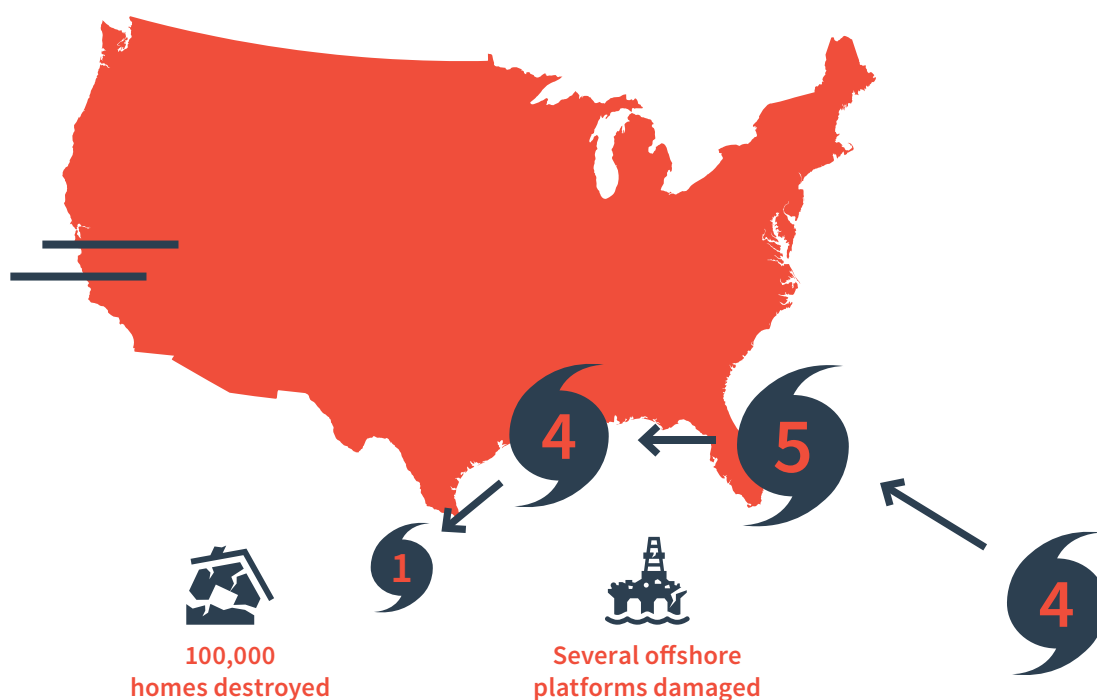 4
5
1
4
100,000
homes destroyed
Several offshore
platforms damaged